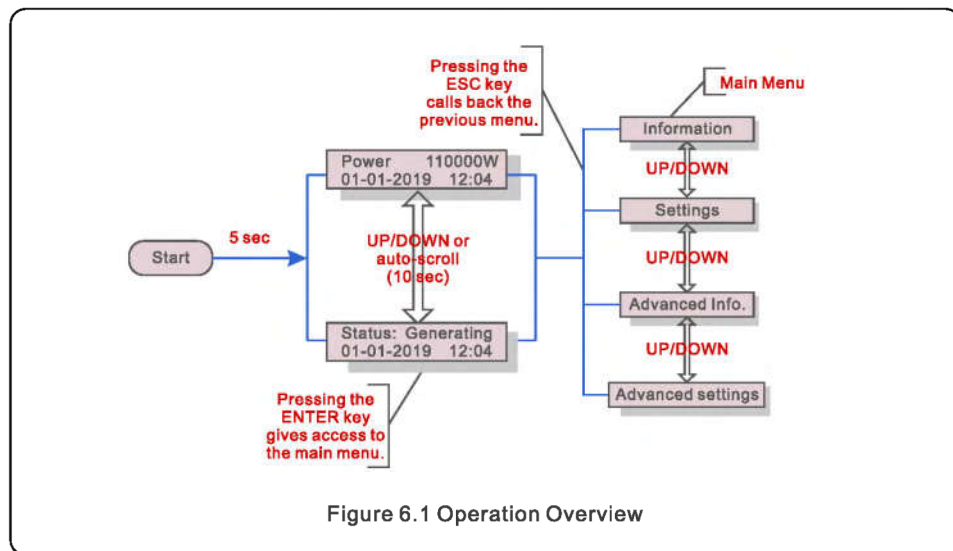 Pressing the
ESC key
calls back the
previous menu.
Main Menu
Information
UP/DOWN
Settings
UP/DOWN
Advanced Info.
UP/DOWN
Advanced settings
Power 110000W
01-01-2019 12:04
5 sec
Start
UP/DOWN or
auto-scroll
(10 sec)
Status: Generating
01-01-2019 12:04
Pressing the
ENTER key
gives access to
the main menu.
Figure 6.1 Operation Overview